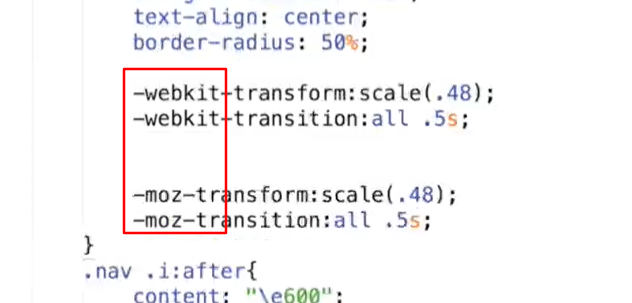 text-align: center;
border-radius: 50%;
-webkit-transform:scale(.48);
-webkit-transition:all .5s;
-moz-transform:scale(.48);
-moz-transition:all .5s;
}
.nav .i:after{
content: "\e600";